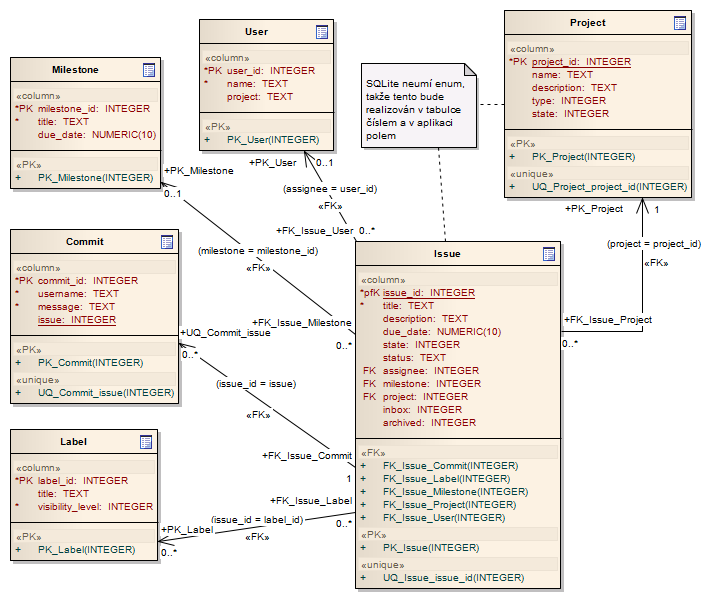 User
«column»
*PK user_id: INTEGER
* name: TEXT
project: TEXT
«PK»
+ PK_User(INTEGER)
Project
«column»
*PK project_id: INTEGER
name: TEXT
description: TEXT
type: INTEGER
state: INTEGER
«PK»
+ PK_Project(INTEGER)
«unique»
+ UQ_Project_project_id(INTEGER)
Milestone
«column»
*PK milestone_id: INTEGER
* title: TEXT
due_date: NUMERIC(10)
«PK»
+ PK_Milestone(INTEGER)
SQLite neumí enum,
takže tento bude
realizován v tabulce
číslem a v aplikaci
polem
+PK_User
0..1
(assignee = user_id)
«FK»
+FK_Issue_User 0..*
+PK_Milestone
0..1
(milestone = milestone_id)
«FK»
+FK_Issue_Milestone
0..*
+PK_Project
1
(project = project_id)
«FK»
+FK_Issue_Project
0..*
Commit
«column»
*PK commit_id: INTEGER
* username: TEXT
* message: TEXT
issue: INTEGER
«PK»
+ PK_Commit(INTEGER)
«unique»
+ UQ_Commit_issue(INTEGER)
+UQ_Commit_issue
0..*
(issue_id = issue)
«FK»
+FK_Issue_Commit
1
Issue
«column»
*pfK issue_id: INTEGER
* title: TEXT
description: TEXT
due_date: NUMERIC(10)
state: INTEGER
status: TEXT
FK assignee: INTEGER
FK milestone: INTEGER
FK project: INTEGER
inbox: INTEGER
archived: INTEGER
«FK»
+ FK_Issue_Commit(INTEGER)
+ FK_Issue_Label(INTEGER)
+ FK_Issue_Milestone(INTEGER)
+ FK_Issue_Project(INTEGER)
+ FK_Issue_User(INTEGER)
«PK»
+ PK_Issue(INTEGER)
«unique»
+ UQ_Issue_issue_id(INTEGER)
Label
«column»
*PK label_id: INTEGER
title: TEXT
* visibility_level: INTEGER
«PK»
+ PK_Label(INTEGER)
+FK_Issue_Label
0..*
(issue_id = label_id)
«FK»
+PK_Label
0..*